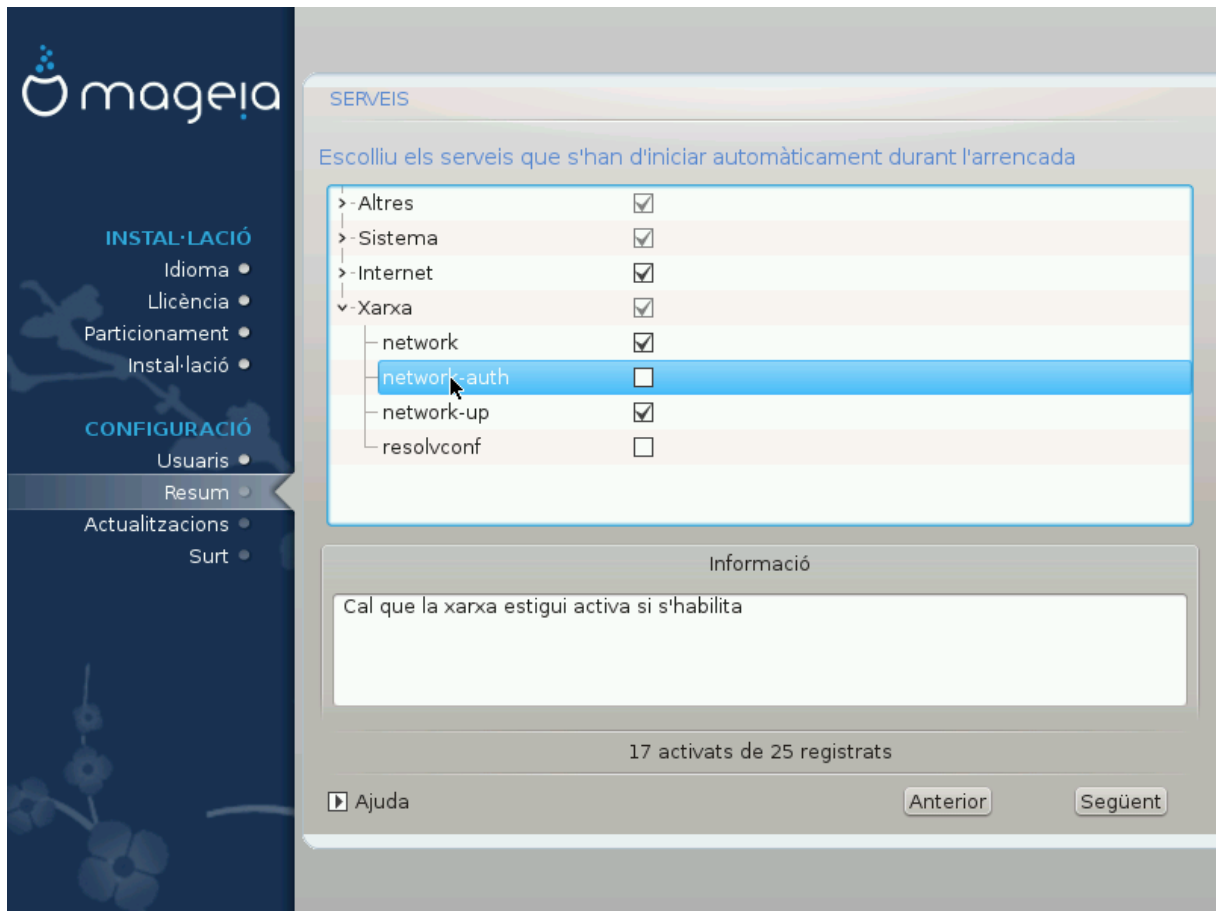 mageia
INSTAL·LACIÓ
Idioma
Llicència
Particionament
Instal·lació
CONFIGURACIÓ
Usuaris
Resum
Actualitzacions
Surt
SERVEIS
Escolliu els serveis que s'han d'iniciar automàticament durant l'arrencada
Altres
Sistema
Internet
Xarxa
network
network-auth
network-up
resolvconf
Informació
Cal que la xarxa estigui activa si s'habilita
17 activats de 25 registrats
Ajuda
Anterior
Següent